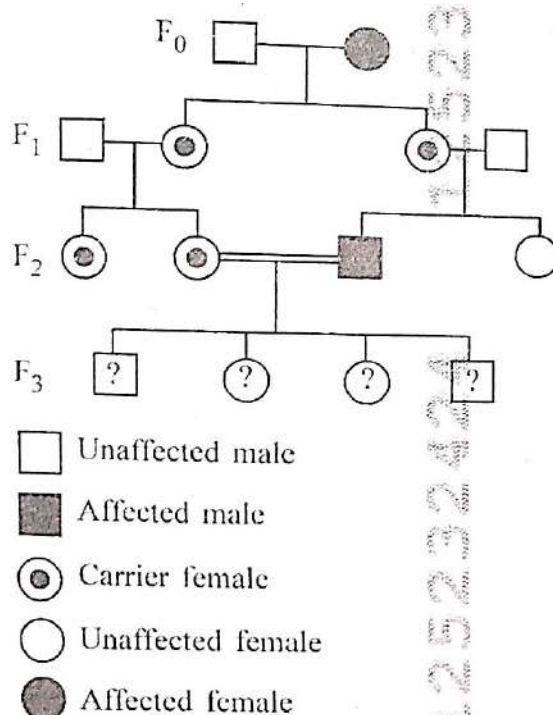 F0
F1
F2
F3
? ? ? ?
Unaffected male
Affected male
Carrier female
Unaffected female
Affected female